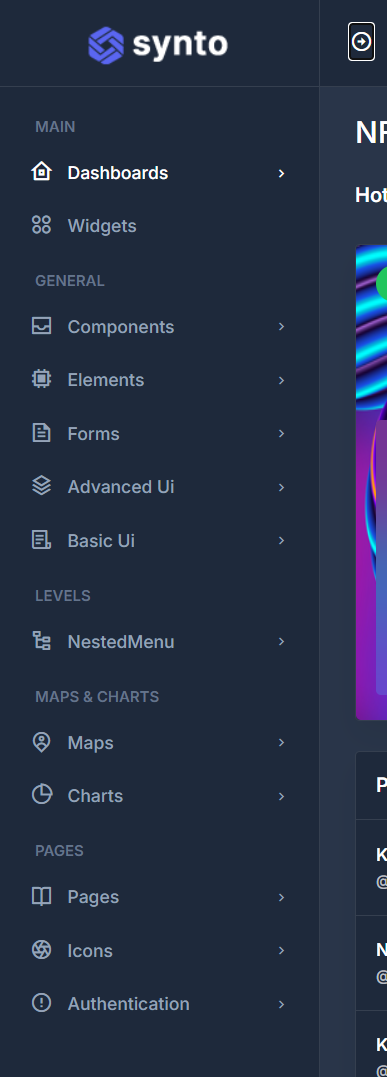 synto
MAIN
Dashboards
Widgets
GENERAL
Components
Elements
Forms
Advanced Ui
Basic Ui
LEVELS
NestedMenu
MAPS & CHARTS
Maps
Charts
PAGES
Pages
Icons
Authentication
Hot
@
@